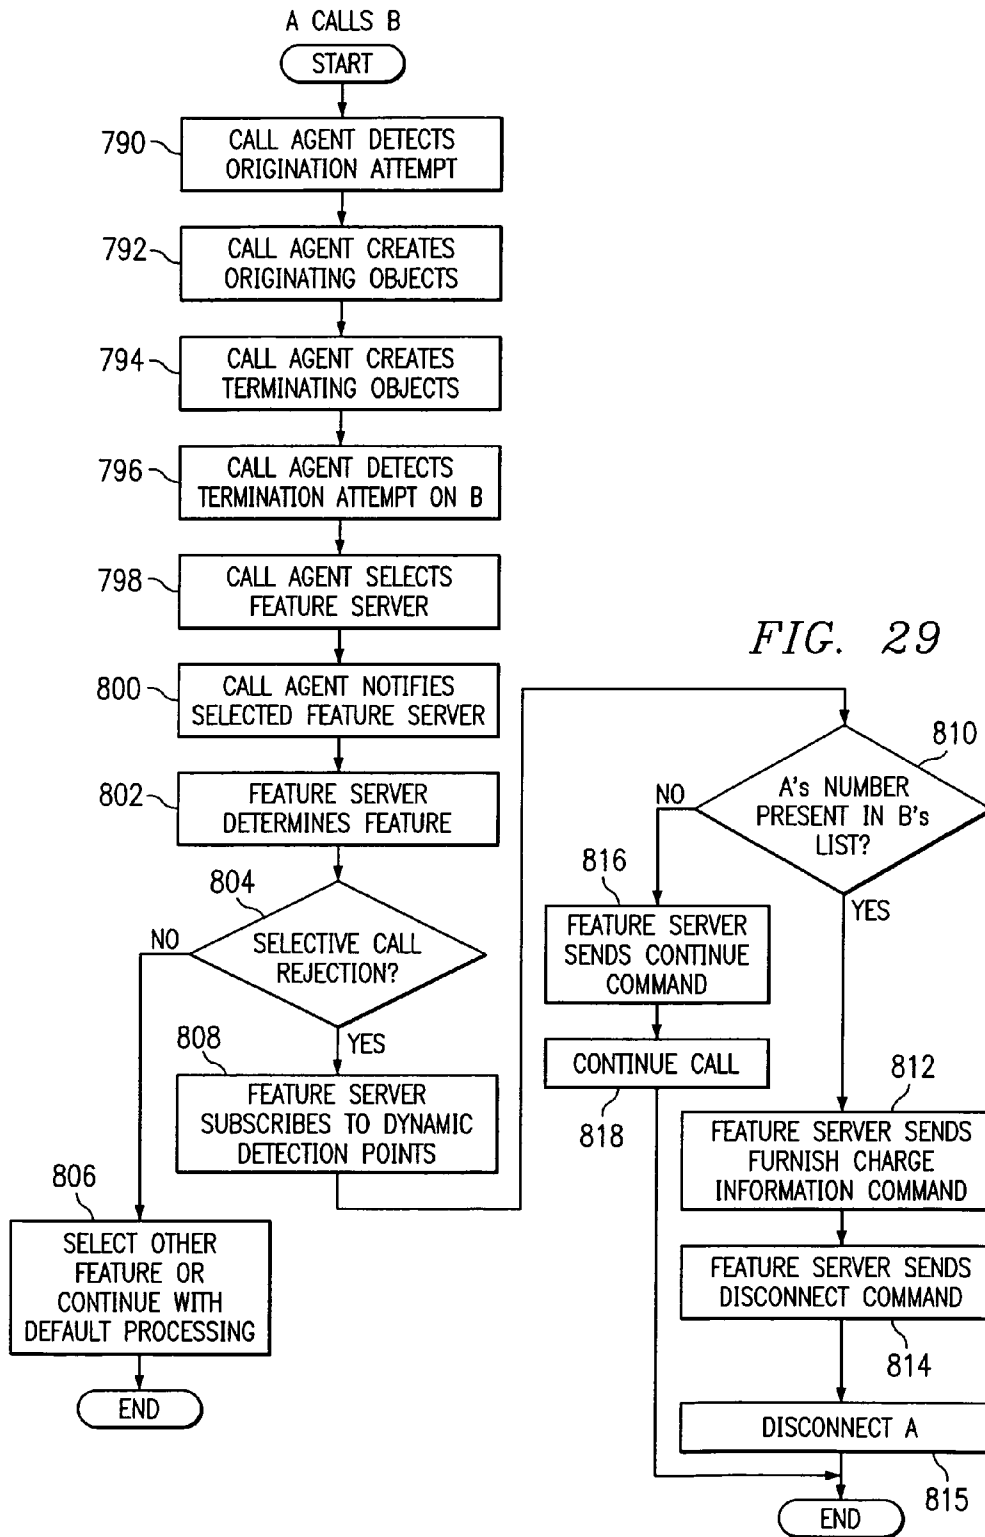 A CALLS B
START
790
CALL AGENT DETECTS
ORIGINATION ATTEMPT
792
CALL AGENT CREATES
ORIGINATING OBJECTS
794
CALL AGENT CREATES
TERMINATING OBJECTS
796
CALL AGENT DETECTS
TERMINATION ATTEMPT ON B
798
CALL AGENT SELECTS
FEATURE SERVER
800
CALL AGENT NOTIFIES
SELECTED FEATURE SERVER
802
FEATURE SERVER
DETERMINES FEATURE
804
SELECTIVE CALL
REJECTION?
NO
YES
808
FEATURE SERVER
SUBSCRIBES TO DYNAMIC
DETECTION POINTS
806
SELECT OTHER
FEATURE OR
CONTINUE WITH
DEFAULT PROCESSING
END
FIG. 29
810
A's NUMBER
PRESENT IN B's
LIST?
NO
YES
816
FEATURE SERVER
SENDS CONTINUE
COMMAND
CONTINUE CALL
818
812
FEATURE SERVER SENDS
FURNISH CHARGE
INFORMATION COMMAND
FEATURE SERVER SENDS
DISCONNECT COMMAND
814
DISCONNECT A
815
END